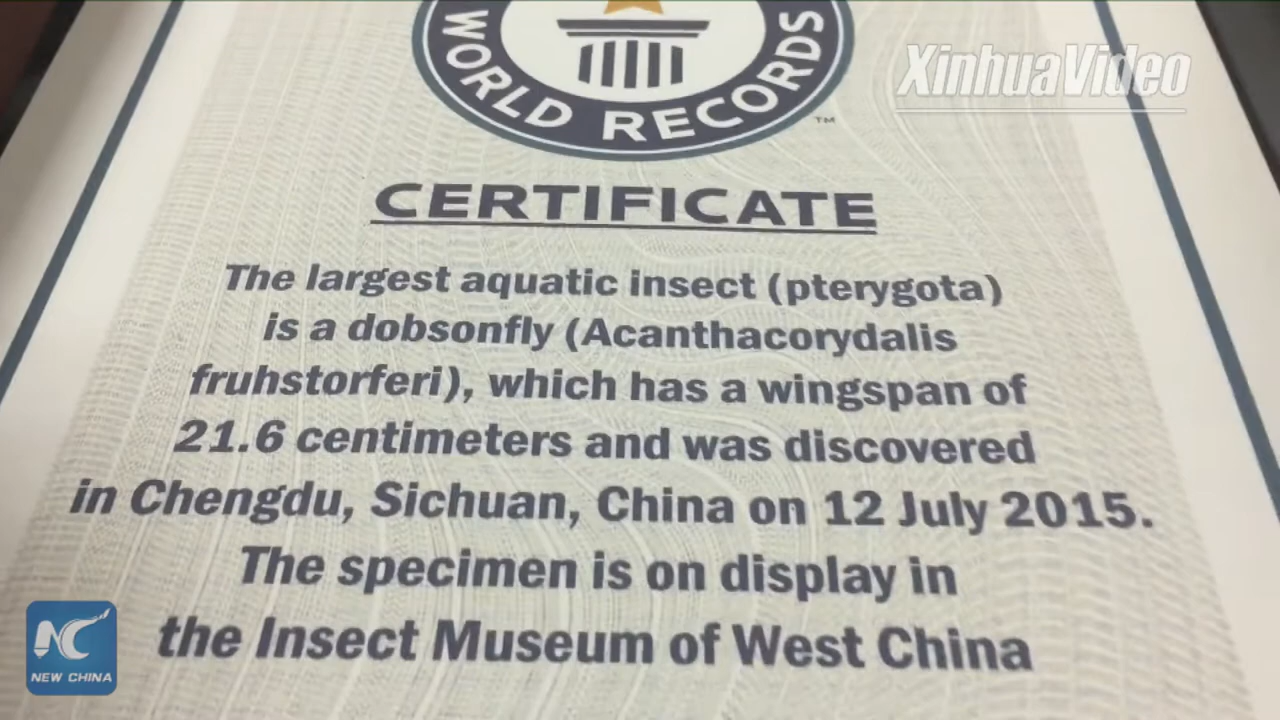 WORLD RECORDS
TM
XinhuaVideo
CERTIFICATE
The largest aquatic insect (pterygota)
is a dobsonfly (Acanthacorydalis
fruhstorferi), which has a wingspan of
21.6 centimeters and was discovered
in Chengdu, Sichuan, China on 12 July 2015.
The specimen is on display in
the Insect Museum of West China
NC
NEW CHINA